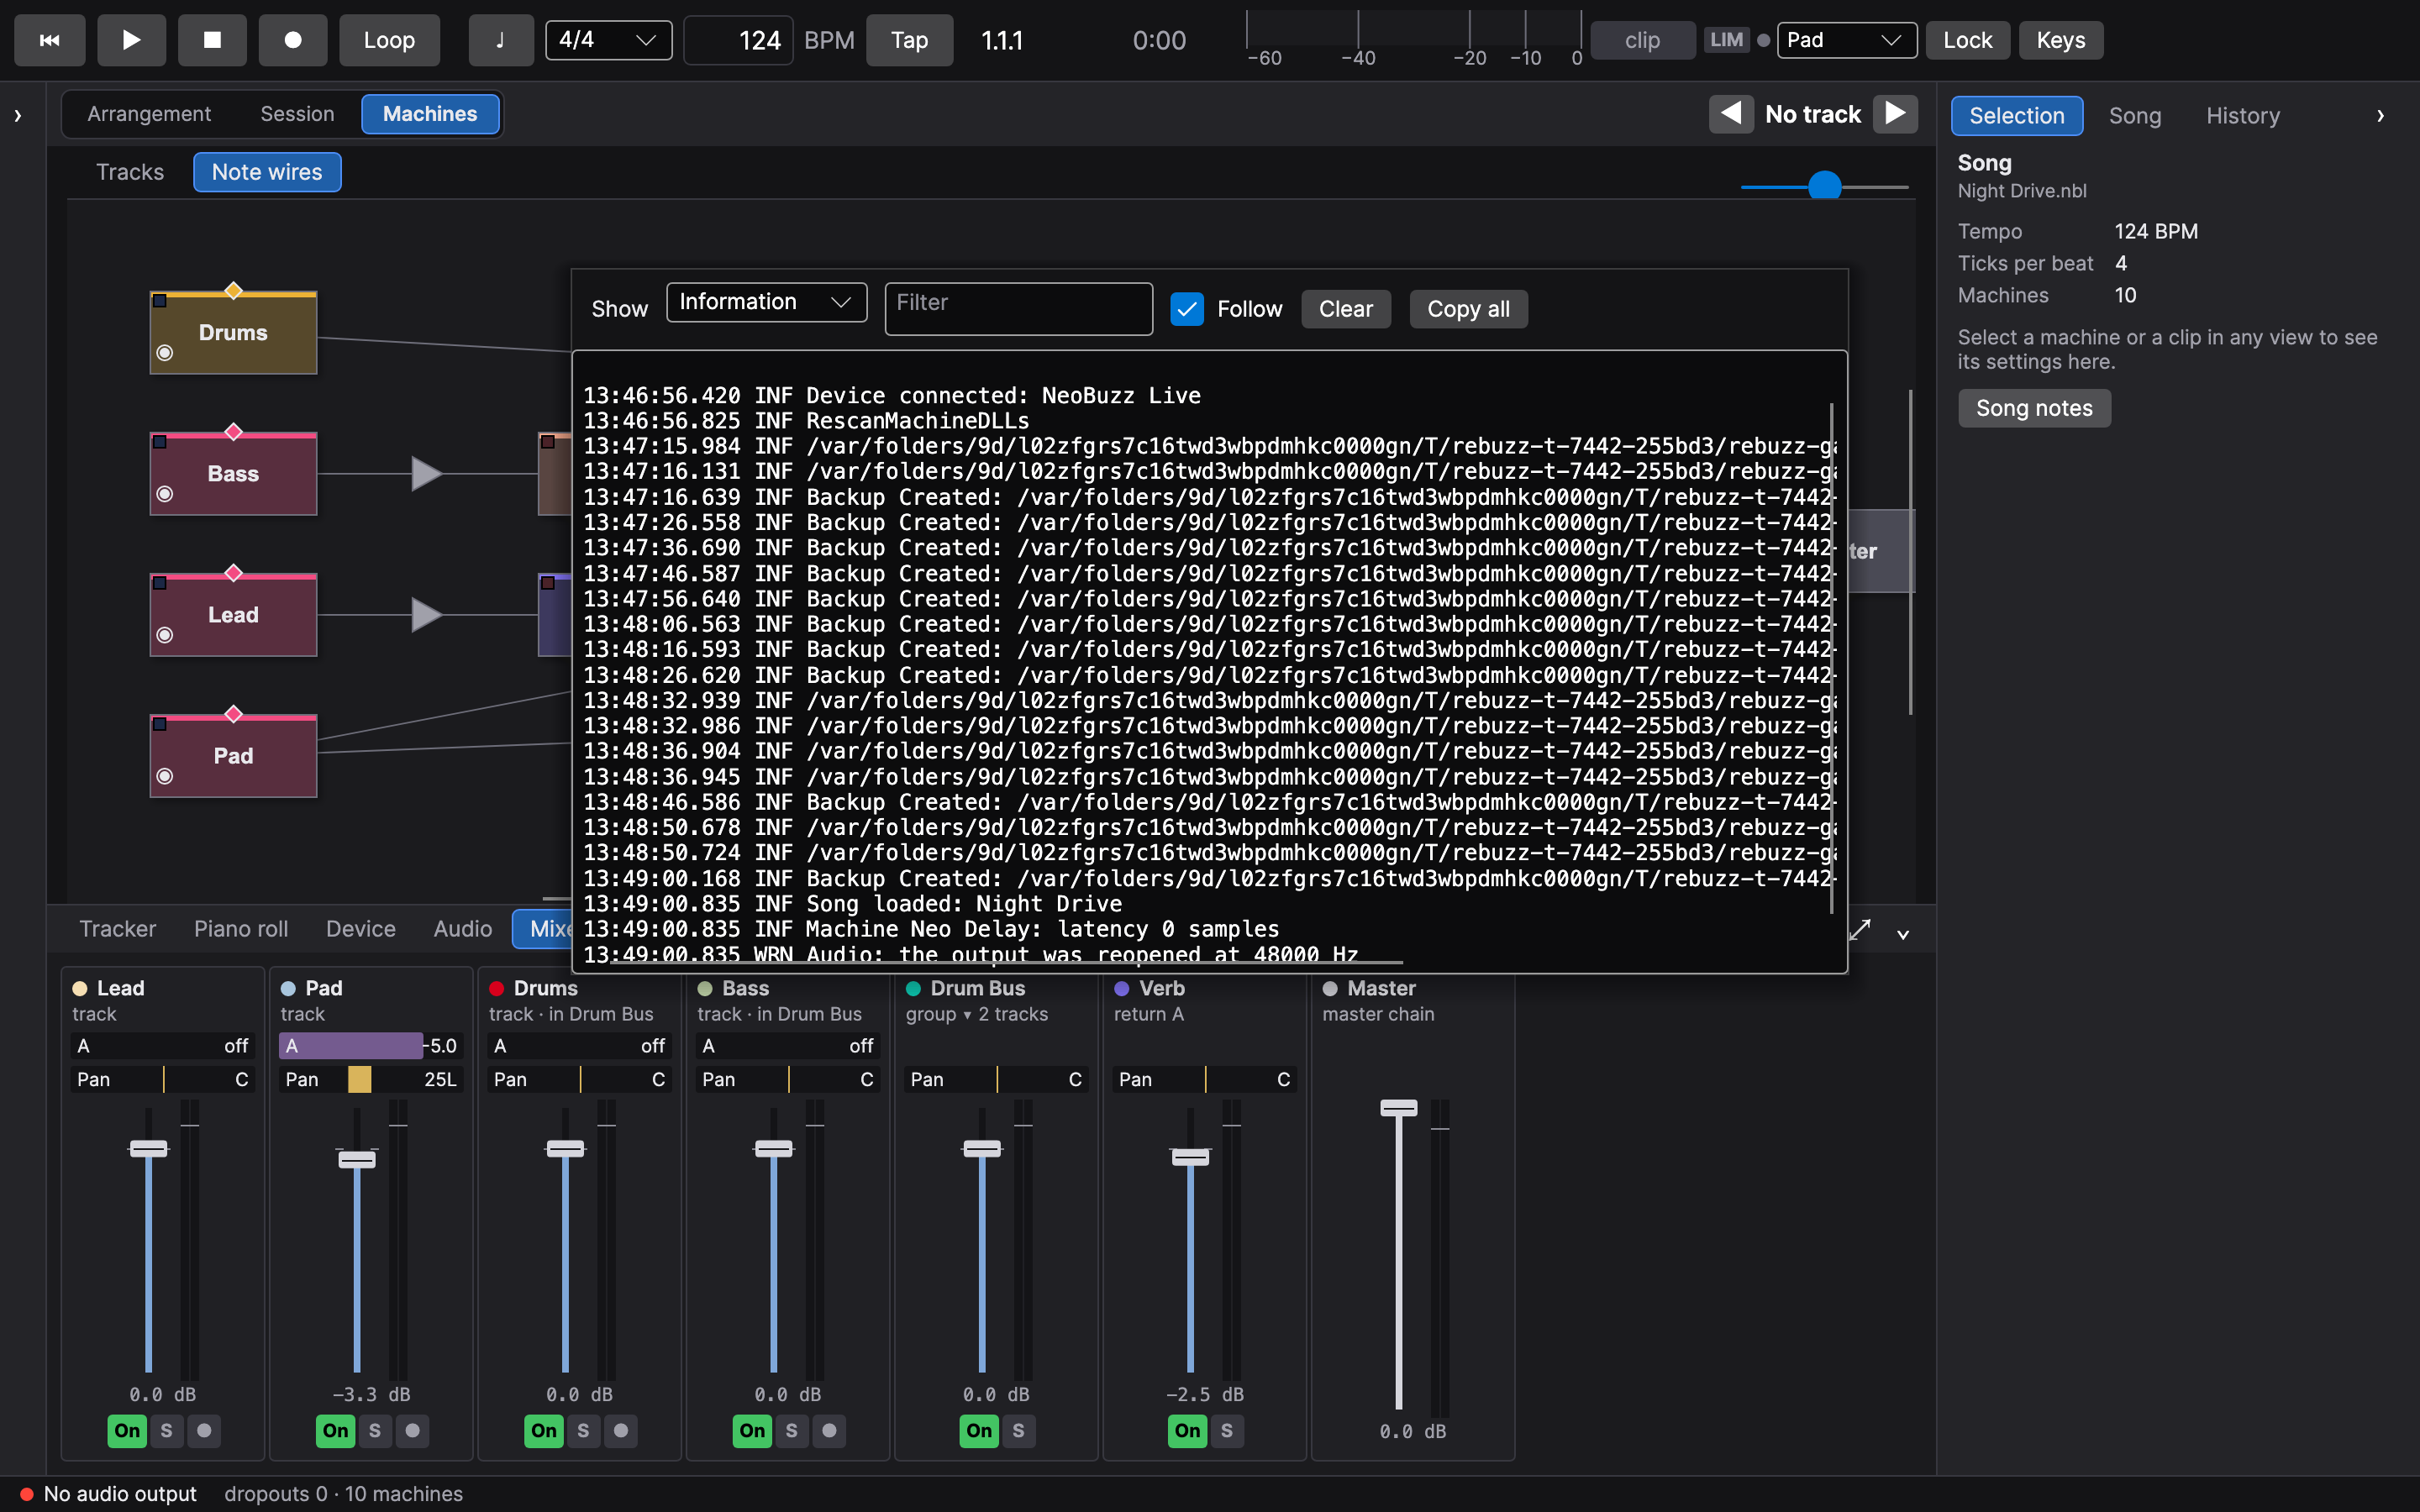 Loop
4/4
124 BPM
Tap
1.1.1
0:00
-60 -40 -20 -10 0
clip
LIM
Pad
Lock
Keys
Arrangement Session Machines
No track
Selection Song History
Tracks Note wires
Song
Night Drive.nbl
Tempo 124 BPM
Ticks per beat 4
Machines 10
Select a machine or a clip in any view to see
its settings here.
Song notes
Drums
Bass
Lead
Pad
ter
Show Information Filter Follow Clear Copy all
13:46:56.420 INF Device connected: NeoBuzz Live
13:46:56.825 INF RescanMachineDLLs
13:47:15.984 INF /var/folders/9d/l02zfgrs7c16twd3wbpdmhkc0000gn/T/rebuzz-t-7442-255bd3/rebuzz-ga
13:47:16.131 INF /var/folders/9d/l02zfgrs7c16twd3wbpdmhkc0000gn/T/rebuzz-t-7442-255bd3/rebuzz-ga
13:47:16.639 INF Backup Created: /var/folders/9d/l02zfgrs7c16twd3wbpdmhkc0000gn/T/rebuzz-t-7442-
13:47:26.558 INF Backup Created: /var/folders/9d/l02zfgrs7c16twd3wbpdmhkc0000gn/T/rebuzz-t-7442-
13:47:36.690 INF Backup Created: /var/folders/9d/l02zfgrs7c16twd3wbpdmhkc0000gn/T/rebuzz-t-7442-
13:47:46.587 INF Backup Created: /var/folders/9d/l02zfgrs7c16twd3wbpdmhkc0000gn/T/rebuzz-t-7442-
13:47:56.640 INF Backup Created: /var/folders/9d/l02zfgrs7c16twd3wbpdmhkc0000gn/T/rebuzz-t-7442-
13:48:06.563 INF Backup Created: /var/folders/9d/l02zfgrs7c16twd3wbpdmhkc0000gn/T/rebuzz-t-7442-
13:48:16.593 INF Backup Created: /var/folders/9d/l02zfgrs7c16twd3wbpdmhkc0000gn/T/rebuzz-t-7442-
13:48:26.620 INF Backup Created: /var/folders/9d/l02zfgrs7c16twd3wbpdmhkc0000gn/T/rebuzz-t-7442-
13:48:32.939 INF /var/folders/9d/l02zfgrs7c16twd3wbpdmhkc0000gn/T/rebuzz-t-7442-255bd3/rebuzz-ga
13:48:32.986 INF /var/folders/9d/l02zfgrs7c16twd3wbpdmhkc0000gn/T/rebuzz-t-7442-255bd3/rebuzz-ga
13:48:36.904 INF /var/folders/9d/l02zfgrs7c16twd3wbpdmhkc0000gn/T/rebuzz-t-7442-255bd3/rebuzz-ga
13:48:36.945 INF /var/folders/9d/l02zfgrs7c16twd3wbpdmhkc0000gn/T/rebuzz-t-7442-255bd3/rebuzz-ga
13:48:46.586 INF Backup Created: /var/folders/9d/l02zfgrs7c16twd3wbpdmhkc0000gn/T/rebuzz-t-7442-
13:48:50.678 INF /var/folders/9d/l02zfgrs7c16twd3wbpdmhkc0000gn/T/rebuzz-t-7442-255bd3/rebuzz-ga
13:48:50.724 INF /var/folders/9d/l02zfgrs7c16twd3wbpdmhkc0000gn/T/rebuzz-t-7442-255bd3/rebuzz-ga
13:49:00.168 INF Backup Created: /var/folders/9d/l02zfgrs7c16twd3wbpdmhkc0000gn/T/rebuzz-t-7442-
13:49:00.835 INF Song loaded: Night Drive
13:49:00.835 INF Machine Neo Delay: latency 0 samples
13:49:00.835 WRN Audio: the output was reopened at 48000 Hz
Tracker Piano roll Device Audio Mixe
Lead
track
A off
Pan C
0.0 dB
On S
Pad
track
A -5.0
Pan 25L
-3.3 dB
On S
Drums
track · in Drum Bus
A off
Pan C
0.0 dB
On S
Bass
track · in Drum Bus
A off
Pan C
0.0 dB
On S
Drum Bus
group ▾ 2 tracks
Pan C
0.0 dB
On S
Verb
return A
Pan C
-2.5 dB
On S
Master
master chain
0.0 dB
No audio output dropouts 0 · 10 machines